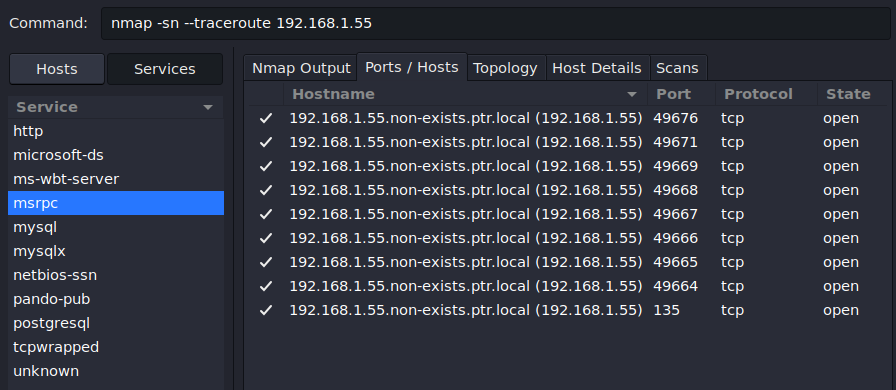 Command: nmap -sn --traceroute 192.168.1.55
Hosts Services
Nmap Output Ports / Hosts Topology Host Details Scans
Service
Hostname Port Protocol State
http
microsoft-ds
ms-wbt-server
msrpc
mysql
mysqlx
netbios-ssn
pando-pub
postgresql
tcpwrapped
unknown
192.168.1.55.non-exists.ptr.local (192.168.1.55) 49676 tcp open
192.168.1.55.non-exists.ptr.local (192.168.1.55) 49671 tcp open
192.168.1.55.non-exists.ptr.local (192.168.1.55) 49669 tcp open
192.168.1.55.non-exists.ptr.local (192.168.1.55) 49668 tcp open
192.168.1.55.non-exists.ptr.local (192.168.1.55) 49667 tcp open
192.168.1.55.non-exists.ptr.local (192.168.1.55) 49666 tcp open
192.168.1.55.non-exists.ptr.local (192.168.1.55) 49665 tcp open
192.168.1.55.non-exists.ptr.local (192.168.1.55) 49664 tcp open
192.168.1.55.non-exists.ptr.local (192.168.1.55) 135 tcp open